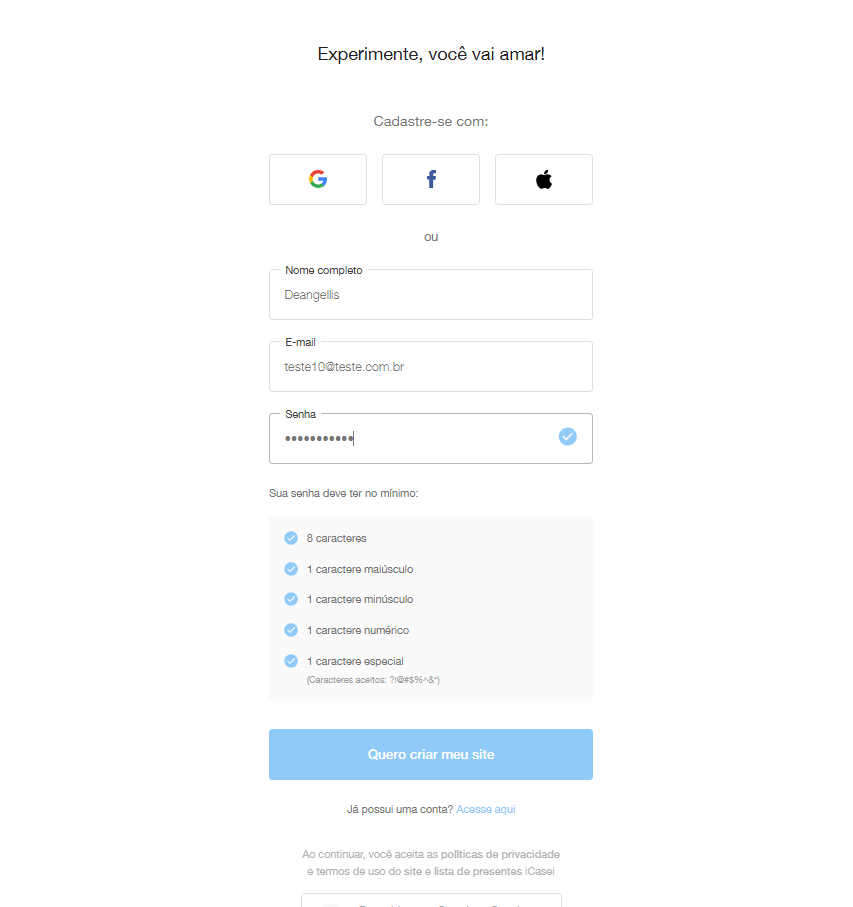 Experimente, você vai amar!
Cadastre-se com:
ou
Nome completo
Deangellis
E-mail
teste10@teste.com.br
Senha
•••••••••••
Sua senha deve ter no mínimo:
8 caracteres
1 caractere maiúsculo
1 caractere minúsculo
1 caractere numérico
1 caractere especial
(Caracteres aceitos: ?!@#$%^&*)
Quero criar meu site
Já possui uma conta? Acesse aqui
Ao continuar, você aceita as políticas de privacidade
e termos de uso do site e lista de presentes iCasei